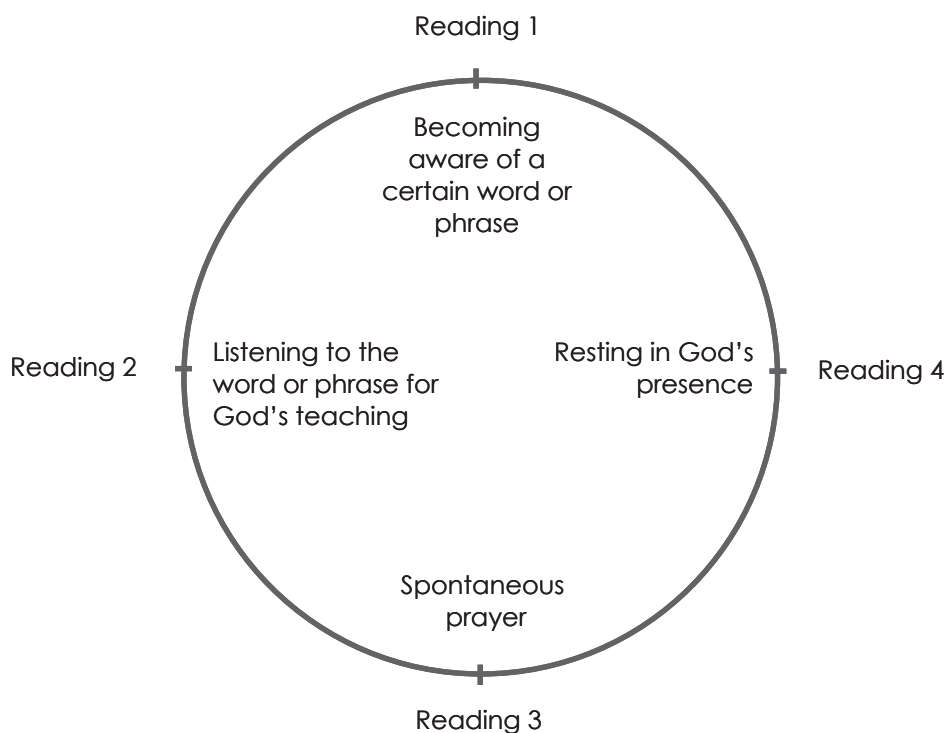 Reading 1
Becoming
aware of a
certain word or
phrase
Reading 2
Listening to the
word or phrase for
God’s teaching
Resting in God’s
presence
Reading 4
Spontaneous
prayer
Reading 3